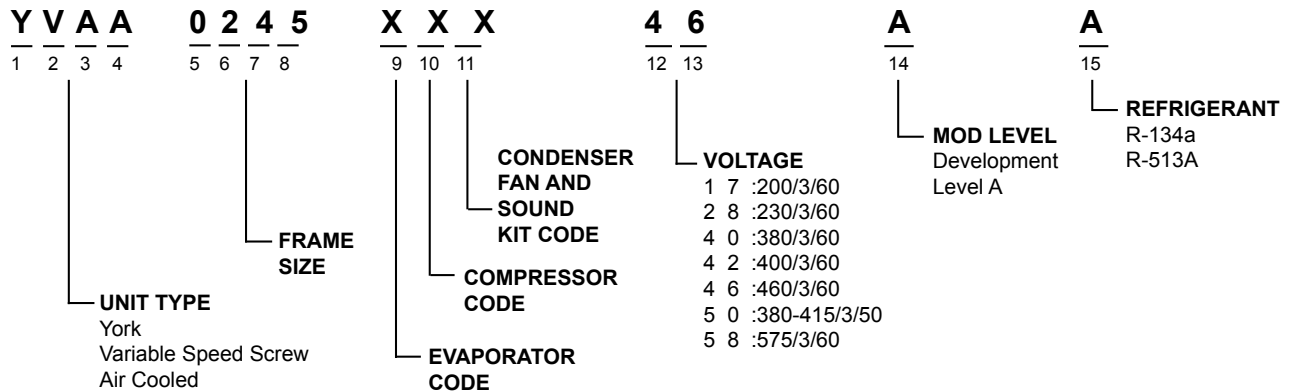 Y V A A 0 2 4 5 X X X 4 6 A A
1 2 3 4 5 6 7 8 9 10 11 12 13 14 15
UNIT TYPE
York
Variable Speed Screw
Air Cooled
FRAME
SIZE
EVAPORATOR
CODE
COMPRESSOR
CODE
CONDENSER
FAN AND
SOUND
KIT CODE
VOLTAGE
1 7 :200/3/60
2 8 :230/3/60
4 0 :380/3/60
4 2 :400/3/60
4 6 :460/3/60
5 0 :380-415/3/50
5 8 :575/3/60
MOD LEVEL
Development
Level A
REFRIGERANT
R-134a
R-513A